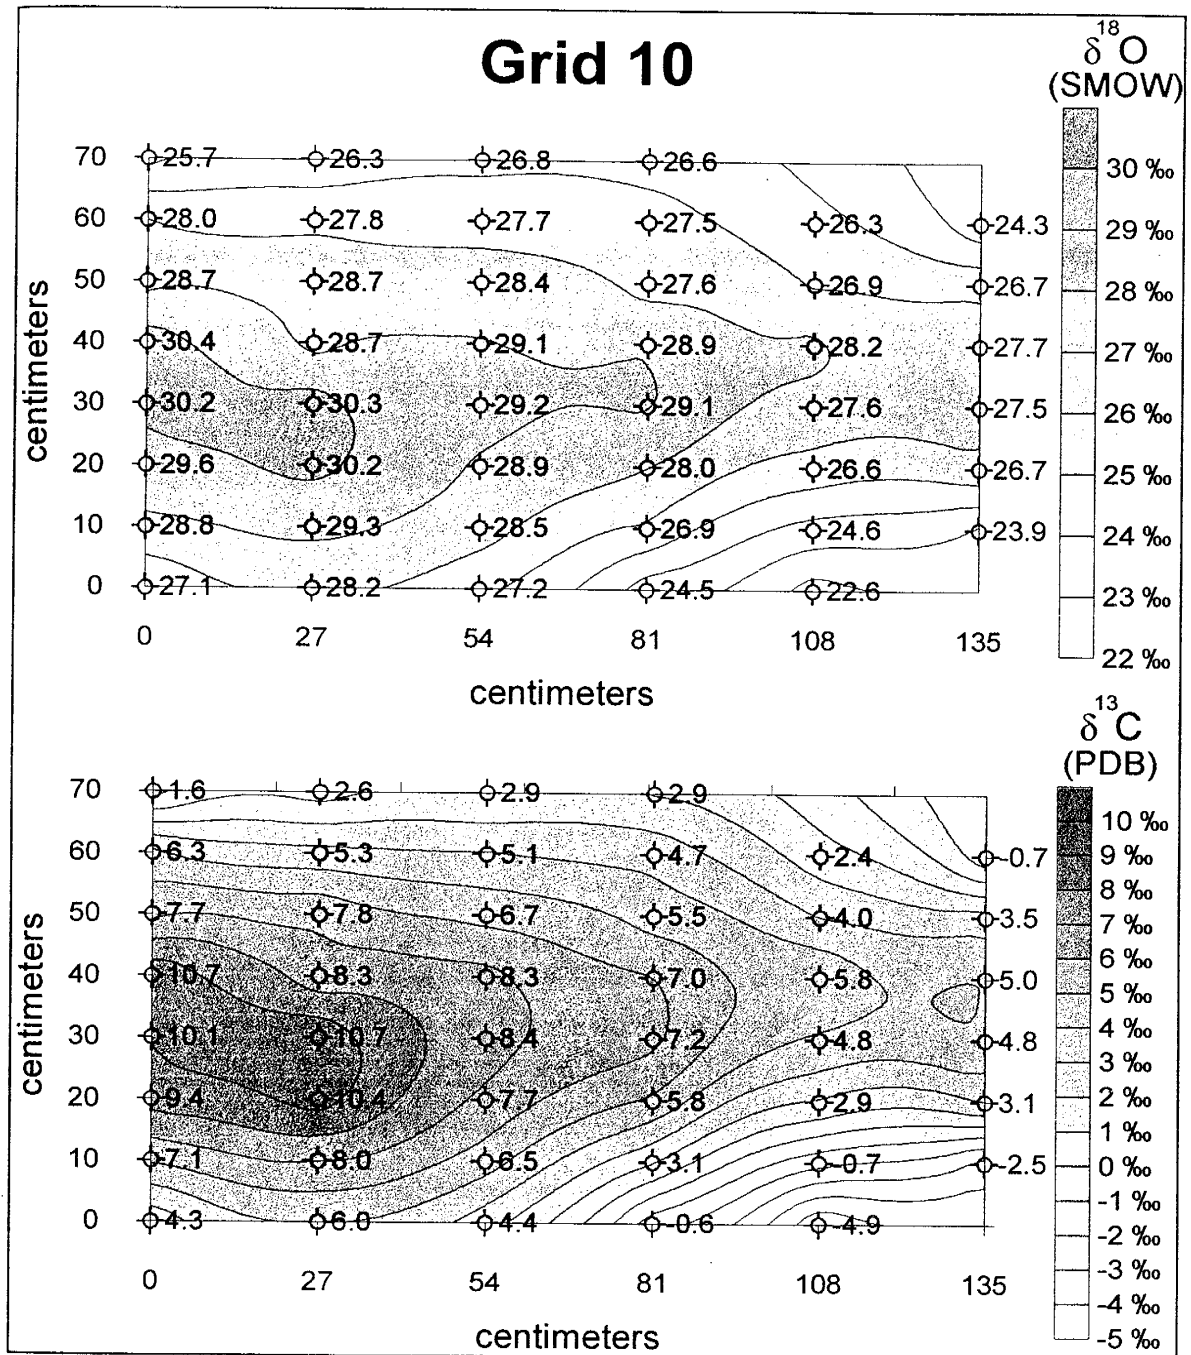 Grid 10
δ¹⁸O
(SMOW)
70 25.7 26.3 26.8 26.6
60 28.0 27.8 27.7 27.5 26.3 24.3
50 28.7 28.7 28.4 27.6 26.9 26.7
40 30.4 28.7 29.1 28.9 28.2 27.7
30 30.2 30.3 29.2 29.1 27.6 27.5
20 29.6 30.2 28.9 28.0 26.6 26.7
10 28.8 29.3 28.5 26.9 24.6 23.9
0 27.1 28.2 27.2 24.5 22.6
centimeters
0 27 54 81 108 135
centimeters
30 ‰
29 ‰
28 ‰
27 ‰
26 ‰
25 ‰
24 ‰
23 ‰
22 ‰
δ¹³C
(PDB)
70 1.6 2.6 2.9 2.9
60 6.3 5.3 5.1 4.7 2.4 -0.7
50 7.7 7.8 6.7 5.5 4.0 3.5
40 10.7 8.3 8.3 7.0 5.8 5.0
30 10.1 10.7 8.4 7.2 4.8 4.8
20 9.4 10.4 7.7 5.8 2.9 3.1
10 7.1 8.0 6.5 3.1 -0.7 -2.5
0 4.3 6.0 4.4 -0.6 -4.9
centimeters
0 27 54 81 108 135
centimeters
10 ‰
9 ‰
8 ‰
7 ‰
6 ‰
5 ‰
4 ‰
3 ‰
2 ‰
1 ‰
0 ‰
-1 ‰
-2 ‰
-3 ‰
-4 ‰
-5 ‰